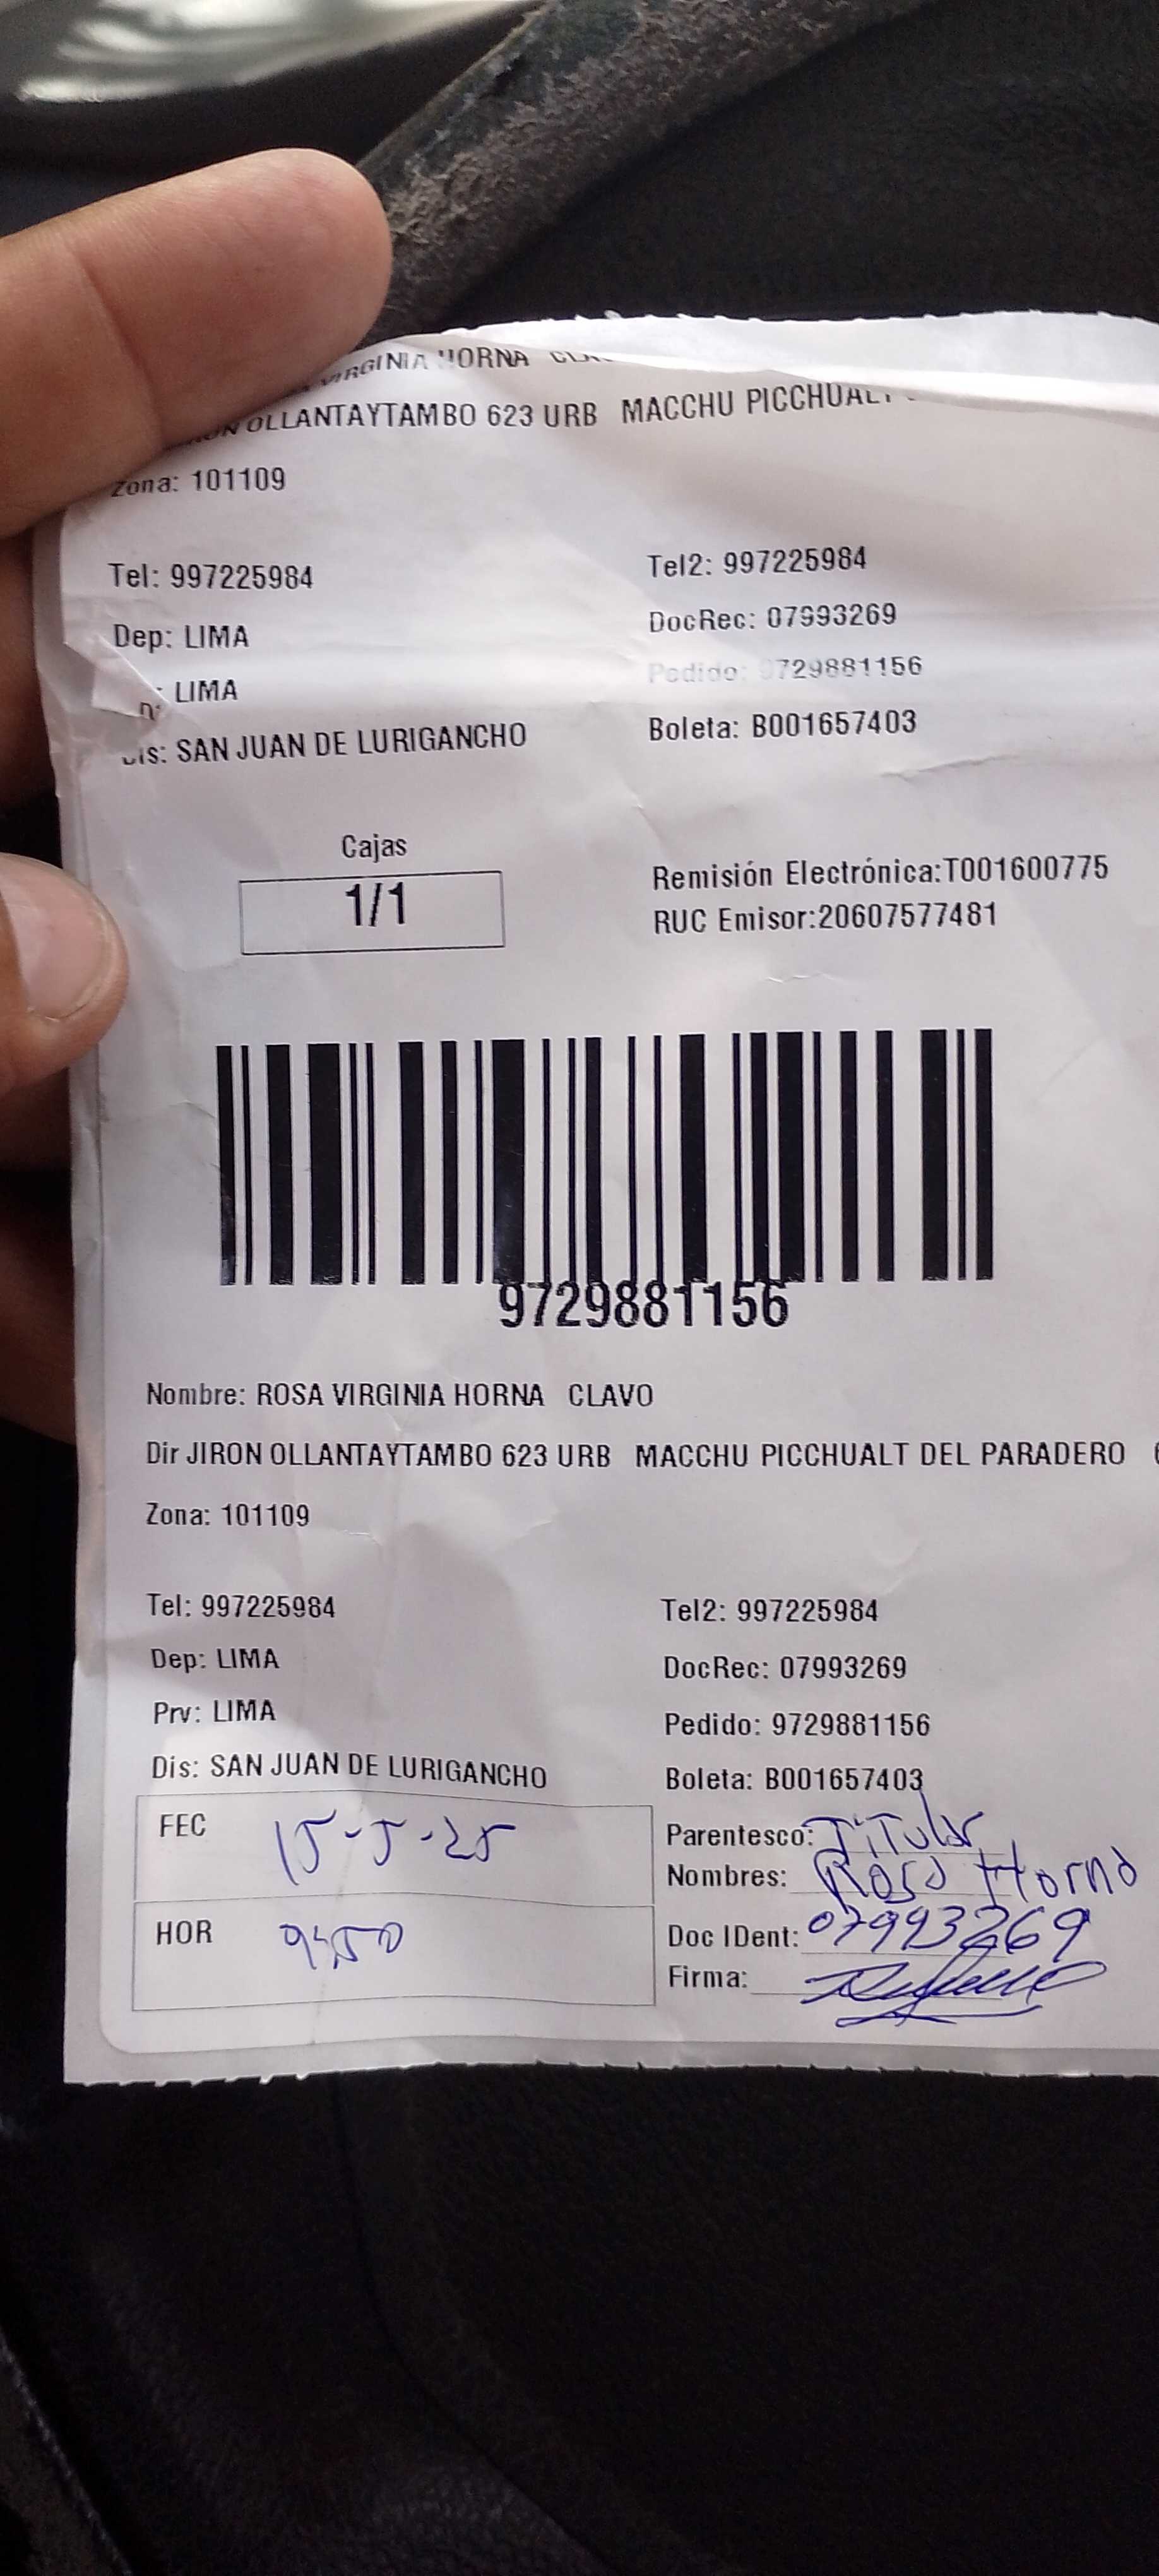 VIRGINIA HORNA
OLLANTAYTAMBO 623 URB MACCHU PICCHUALT
Zona: 101109
Tel: 997225984 Tel2: 997225984
Dep: LIMA DocRec: 07993269
LIMA Pedido: 9729881156
Dis: SAN JUAN DE LURIGANCHO Boleta: B001657403
Cajas
1/1
Remisión Electrónica:T001600775
RUC Emisor:20607577481
9729881156
Nombre: ROSA VIRGINIA HORNA CLAVO
Dir JIRON OLLANTAYTAMBO 623 URB MACCHU PICCHUALT DEL PARADERO
Zona: 101109
Tel: 997225984 Tel2: 997225984
Dep: LIMA DocRec: 07993269
Prv: LIMA Pedido: 9729881156
Dis: SAN JUAN DE LURIGANCHO Boleta: B001657403
FEC 15-5-25
HOR 9:50
Parentesco: Titular
Nombres: Rosa Horna
Doc IDent: 07993269
Firma: